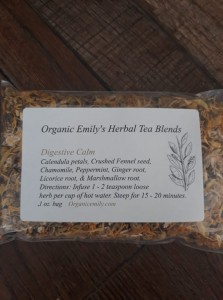 Organic Emily's Herbal Tea Blends
Digestive Calm
Calendula petals, Crushed Fennel seed,
Chamomile, Peppermint, Ginger root,
Licorice root, & Marshmallow root.
Directions: Infuse 1 - 2 teaspoon loose
herb per cup of hot water. Steep for 15 - 20 minutes.
oz. bag Organicemily.com